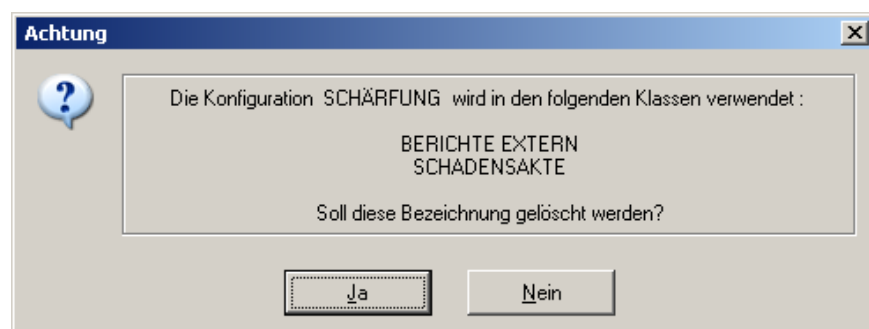 Achtung
Die Konfiguration SCHÄRFUNG wird in den folgenden Klassen verwendet :
BERICHTE EXTERN
SCHADENSAKTE
Soll diese Bezeichnung gelöscht werden?
Ja
Nein